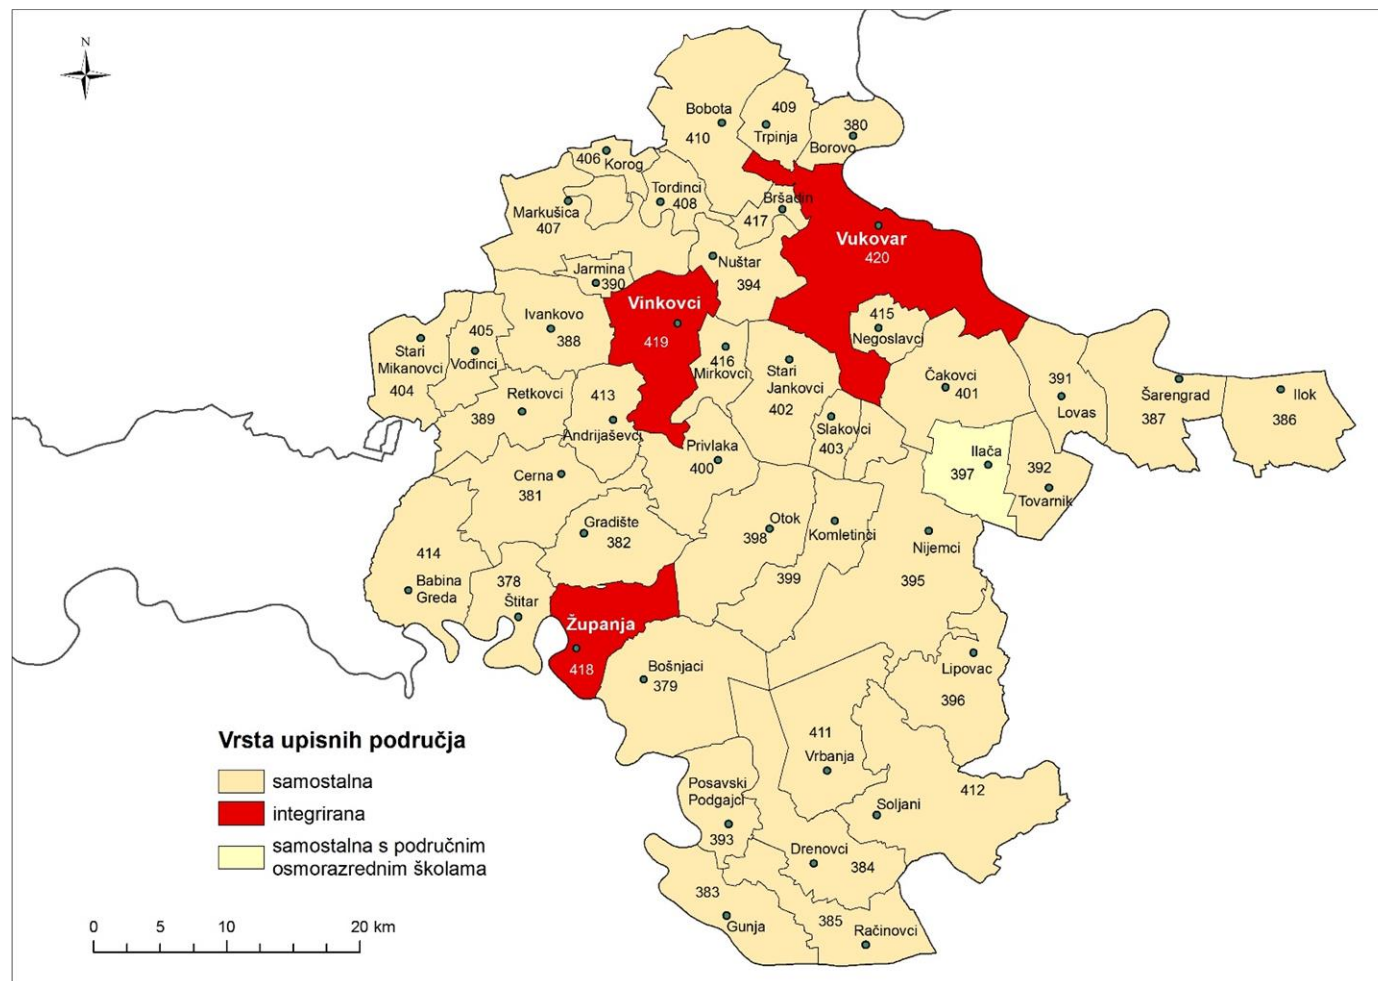 N
Bobota
410
409
Trpinja
380
Borovo
406
Korog
Tordinci
408
Markušica
407
Bršadin
417
Vukovar
420
Nuštar
394
Jarmina
390
Vinkovci
419
Ivankovo
388
405
Vođinci
Stari
Mikanovci
404
415
Negoslavci
416
Mirkovci
Stari
Jankovci
402
Čakovci
401
391
Lovas
Šarengrad
387
Ilok
386
Retkovci
389
413
Andrijaševci
Slakovci
403
Privlaka
400
Ilača
397
392
Tovarnik
Cerna
381
Gradište
382
Otok
398
Komletinci
399
Nijemci
395
414
Babina
Greda
378
Štitar
Županja
418
Bošnjaci
379
Lipovac
396
411
Vrbanja
412
Soljani
Posavski
Podgajci
393
Drenovci
384
383
Gunja
385
Račinovci
Vrsta upisnih područja
samostalna
integrirana
samostalna s područnim
osmorazrednim školama
0 5 10 20 km